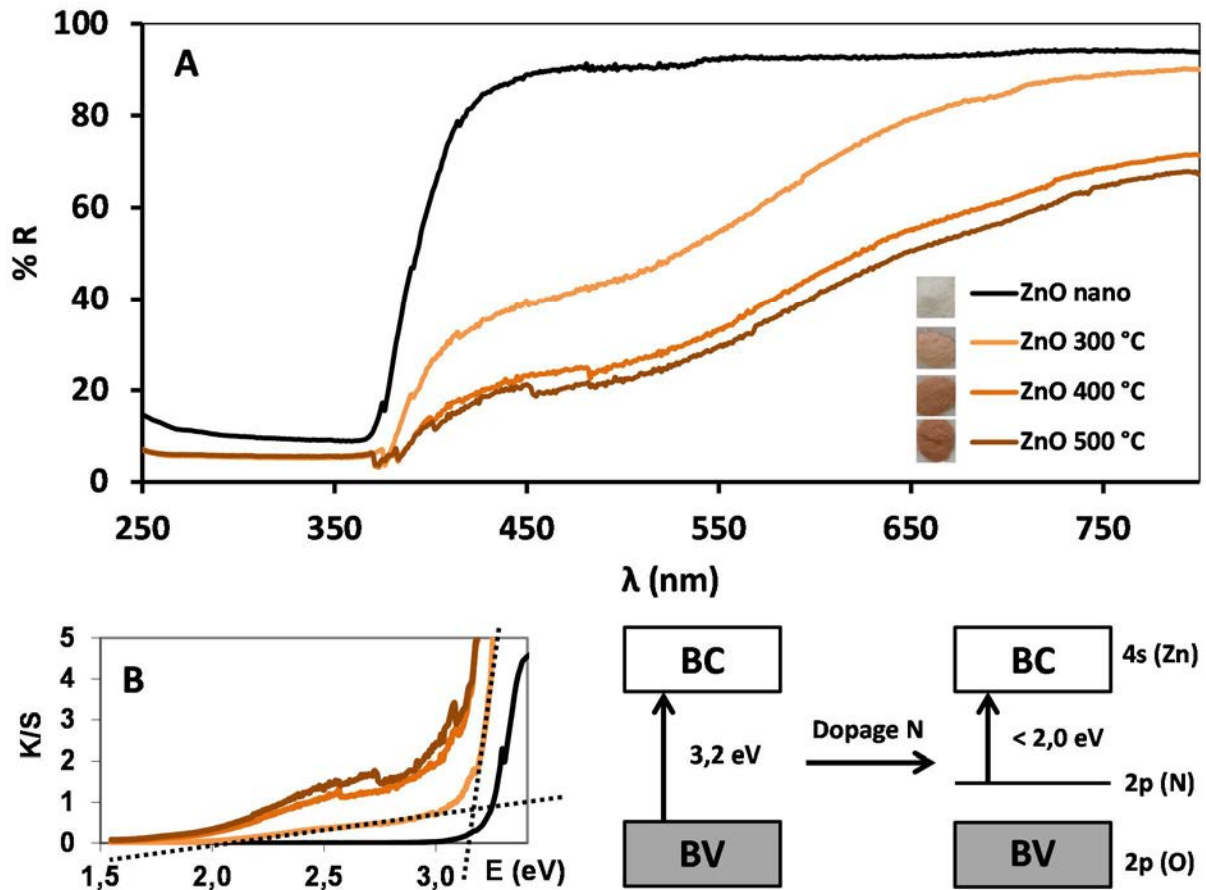 100
A
80
60
40
20
0
% R
ZnO nano
ZnO 300 °C
ZnO 400 °C
ZnO 500 °C
250 350 450 550 650 750
λ (nm)
5
4
3
2
1
0
K/S
B
1,5 2,0 2,5 3,0 E (eV)
BC
3,2 eV
BV
Dopage N
BC
4s (Zn)
< 2,0 eV
2p (N)
BV
2p (O)